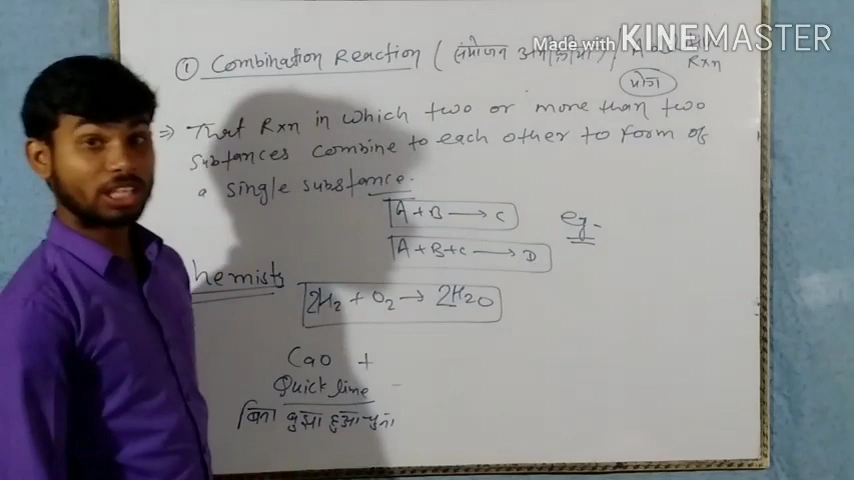 Made with KINEMASTER
① Combination Reaction ( संयोजन अभिक्रिया )
Rxn
योग
⇒ That Rxn in which two or more than two
Substances combine to each other to form of
a single substance.
A + B ⟶ C
eg-
A + B + C ⟶ D
hemists
2H₂ + O₂ → 2H₂O
CaO +
Quick lime
बिना बुझा हुआ चुना